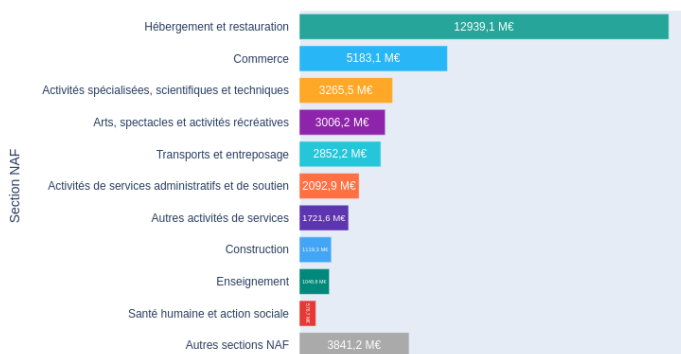 Section NAF
Hébergement et restauration 12939,1 M€
Commerce 5183,1 M€
Activités spécialisées, scientifiques et techniques 3265,5 M€
Arts, spectacles et activités récréatives 3006,2 M€
Transports et entreposage 2852,2 M€
Activités de services administratifs et de soutien 2092,9 M€
Autres activités de services 1721,6 M€
Construction M€
Enseignement M€
Santé humaine et action sociale
Autres sections NAF 3841,2 M€